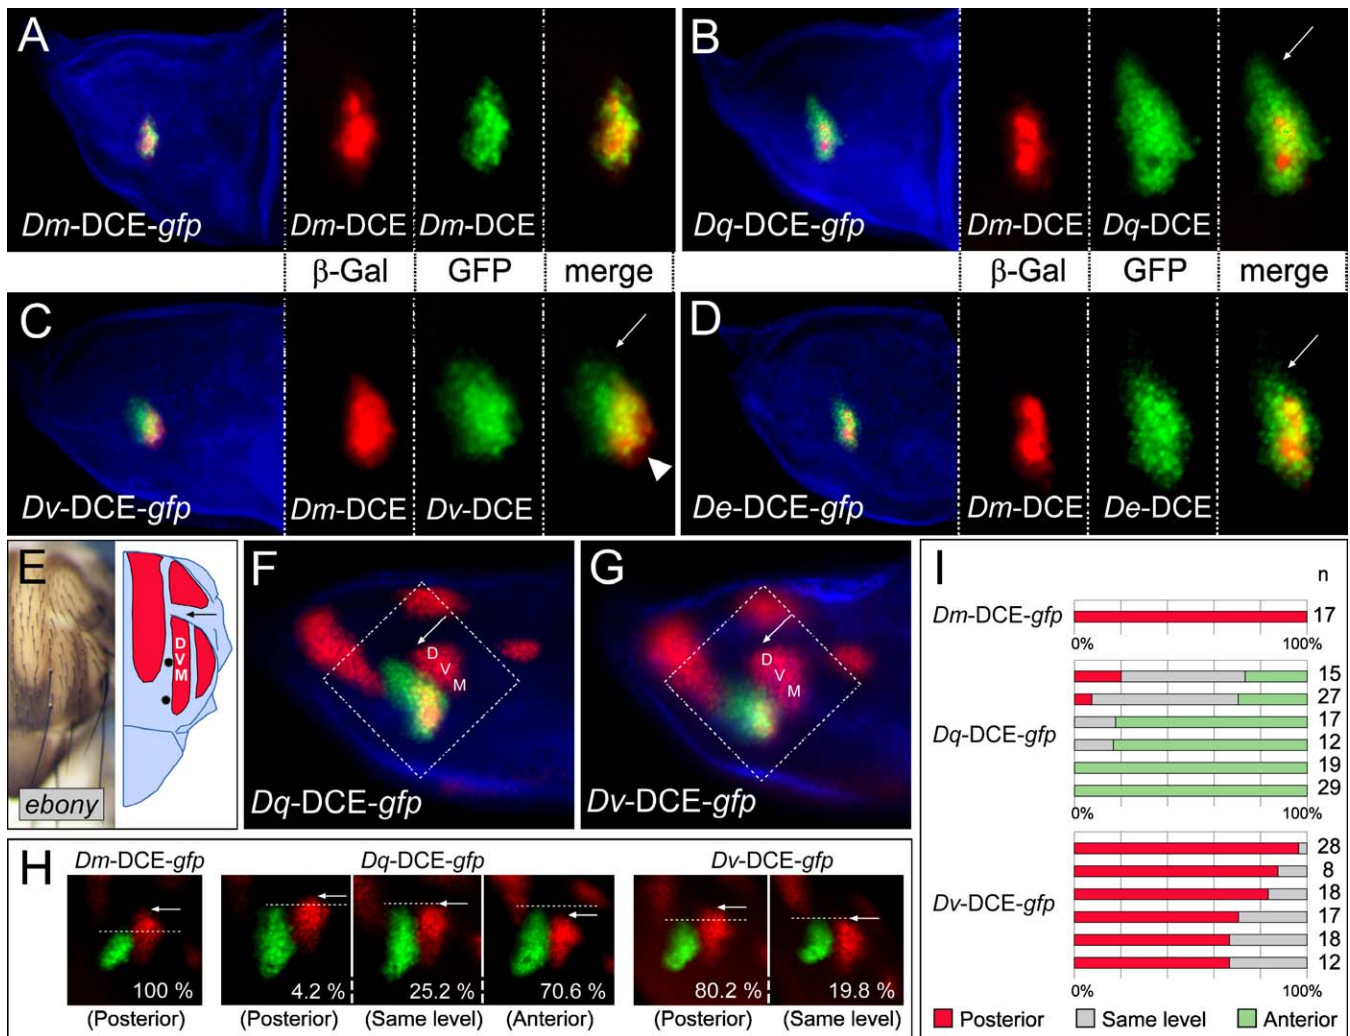 A
Dm-DCE-gfp
Dm-DCE
Dm-DCE
B
Dq-DCE-gfp
Dm-DCE
Dq-DCE
β-Gal
GFP
merge
β-Gal
GFP
merge
C
Dv-DCE-gfp
Dm-DCE
Dv-DCE
D
De-DCE-gfp
Dm-DCE
De-DCE
E
D
V
M
ebony
F
D
V
M
Dq-DCE-gfp
G
D
V
M
Dv-DCE-gfp
H
Dm-DCE-gfp
Dq-DCE-gfp
Dv-DCE-gfp
100 %
4.2 %
25.2 %
70.6 %
80.2 %
19.8 %
(Posterior)
(Posterior)
(Same level)
(Anterior)
(Posterior)
(Same level)
I
n
Dm-DCE-gfp
17
0%
100%
Dq-DCE-gfp
15
27
17
12
19
29
0%
100%
Dv-DCE-gfp
28
8
18
17
18
12
0%
100%
Posterior
Same level
Anterior